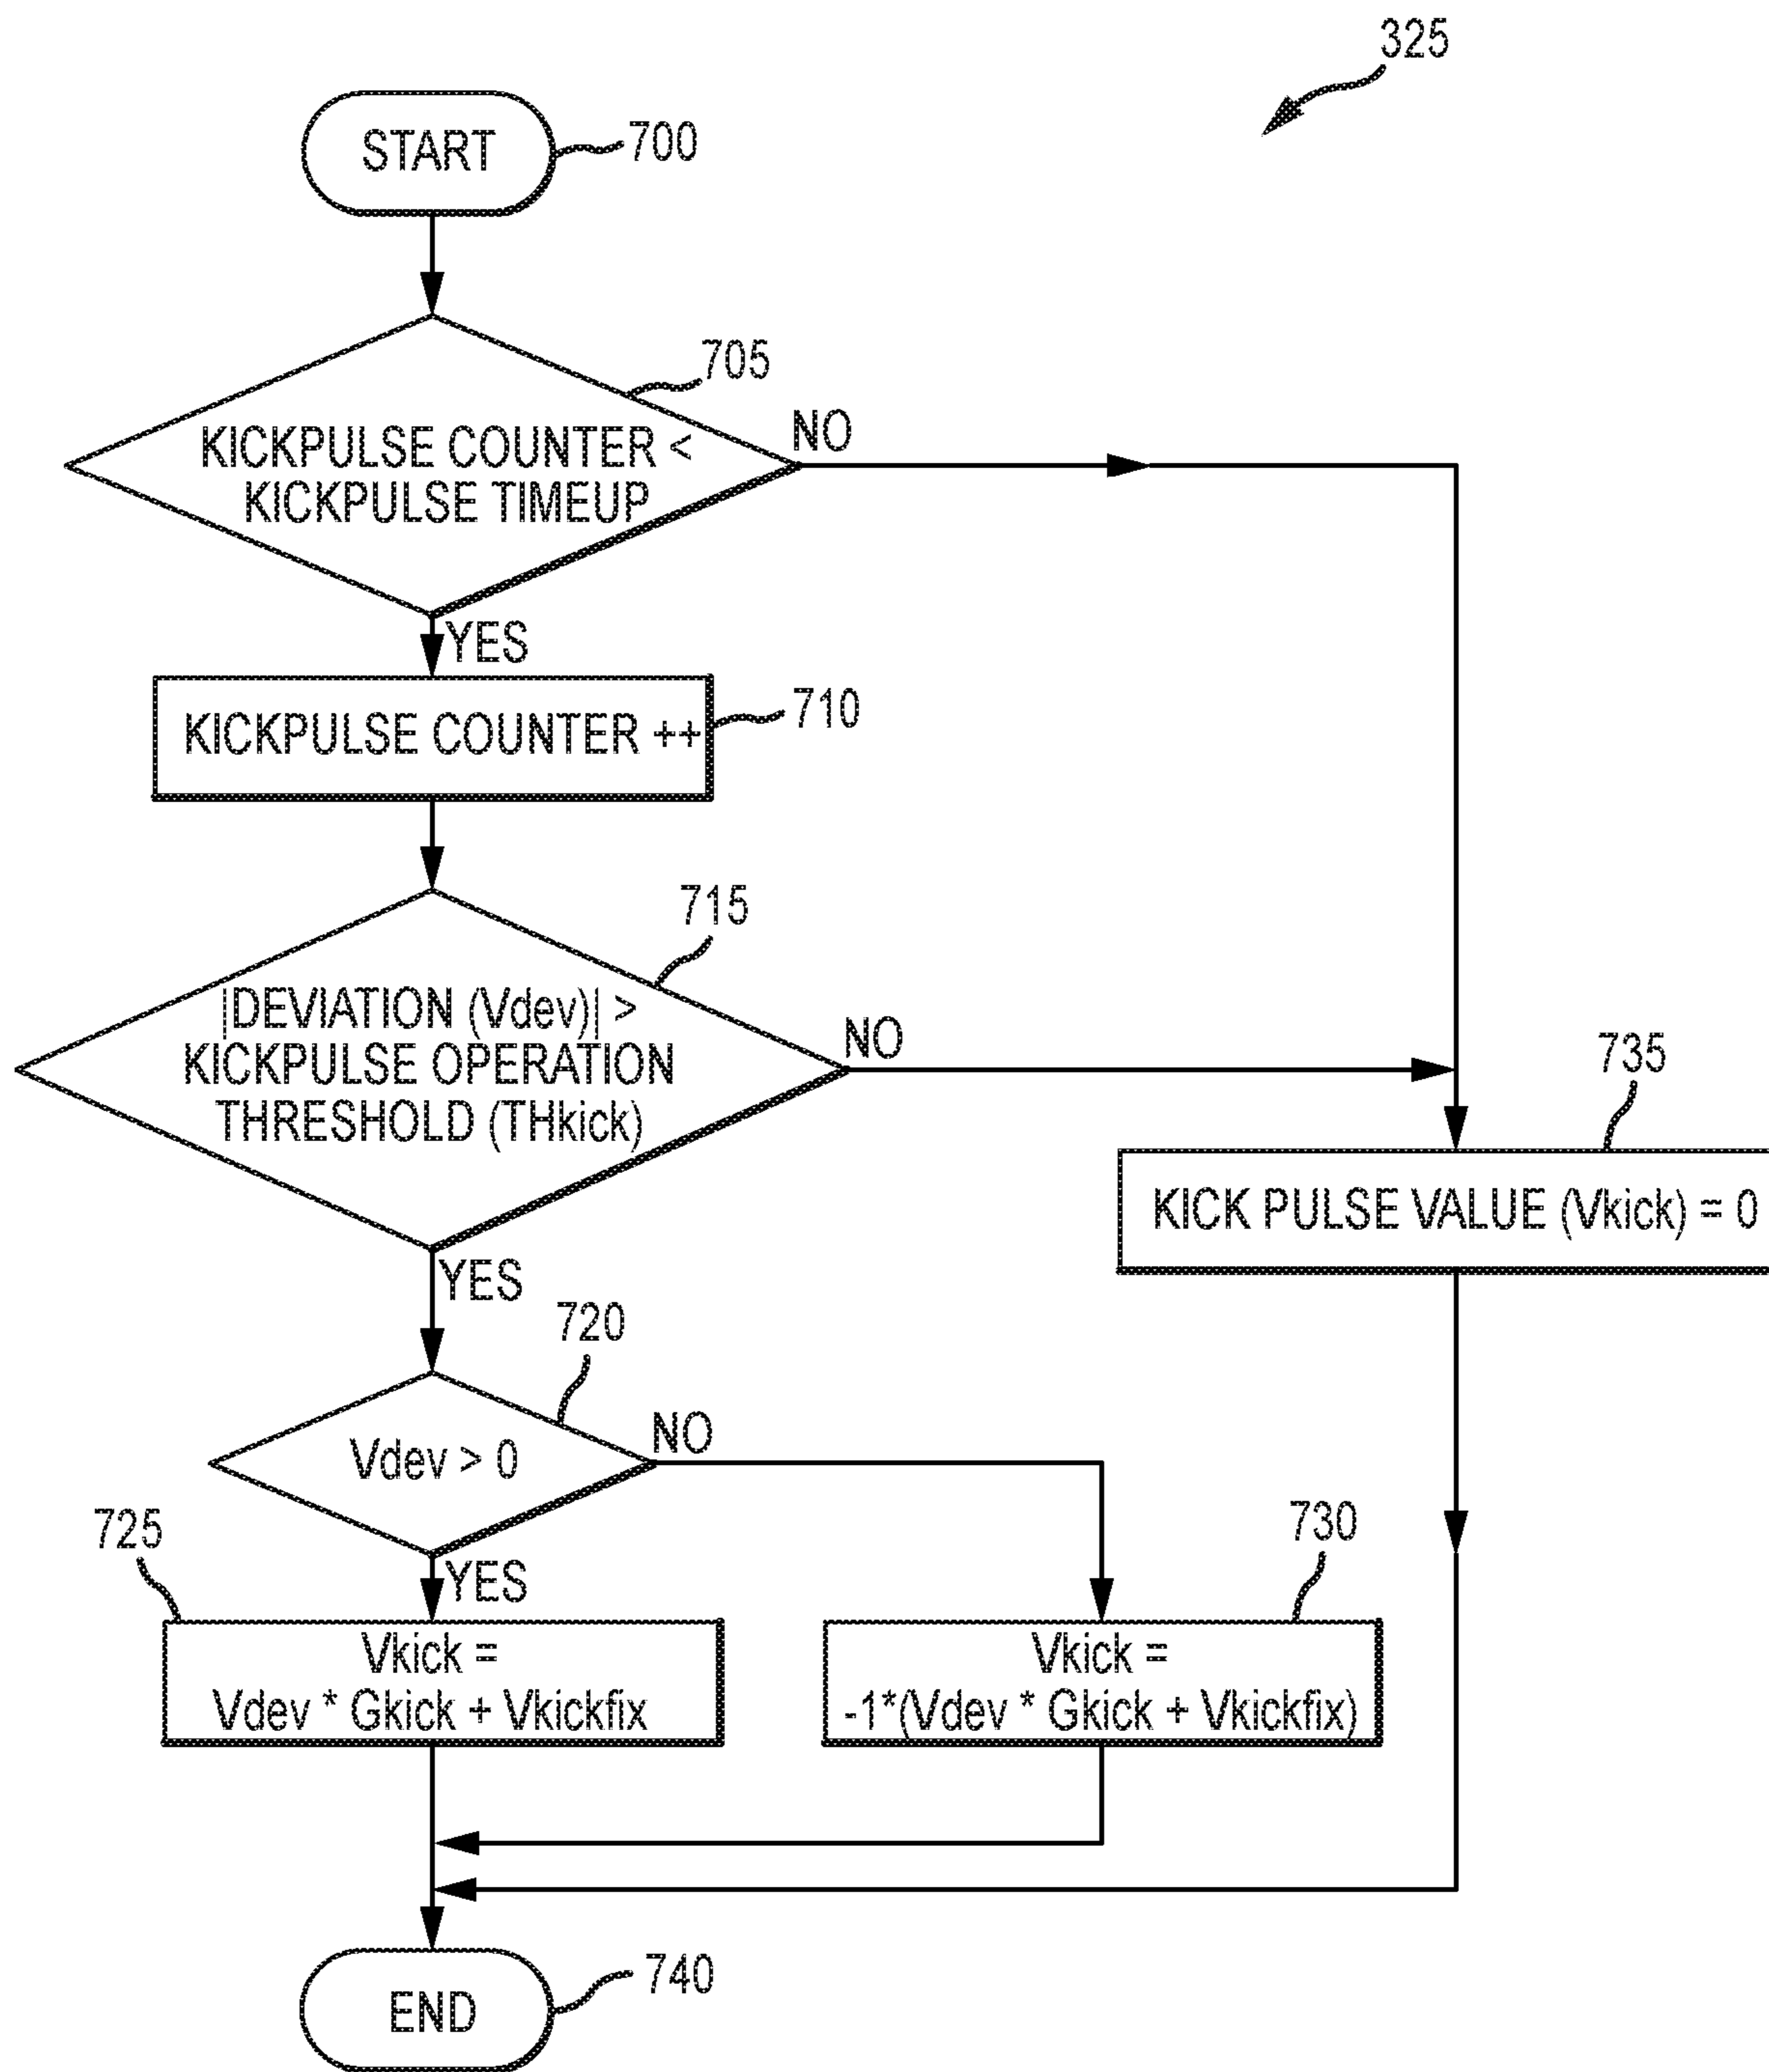 325
START
700
705
KICKPULSE COUNTER <
KICKPULSE TIMEUP
NO
YES
KICKPULSE COUNTER ++
710
715
|DEVIATION (Vdev)| >
KICKPULSE OPERATION
THRESHOLD (THkick)
NO
735
KICK PULSE VALUE (Vkick) = 0
YES
720
Vdev > 0
NO
725
YES
730
Vkick =
Vdev * Gkick + Vkickfix
Vkick =
-1*(Vdev * Gkick + Vkickfix)
END
740